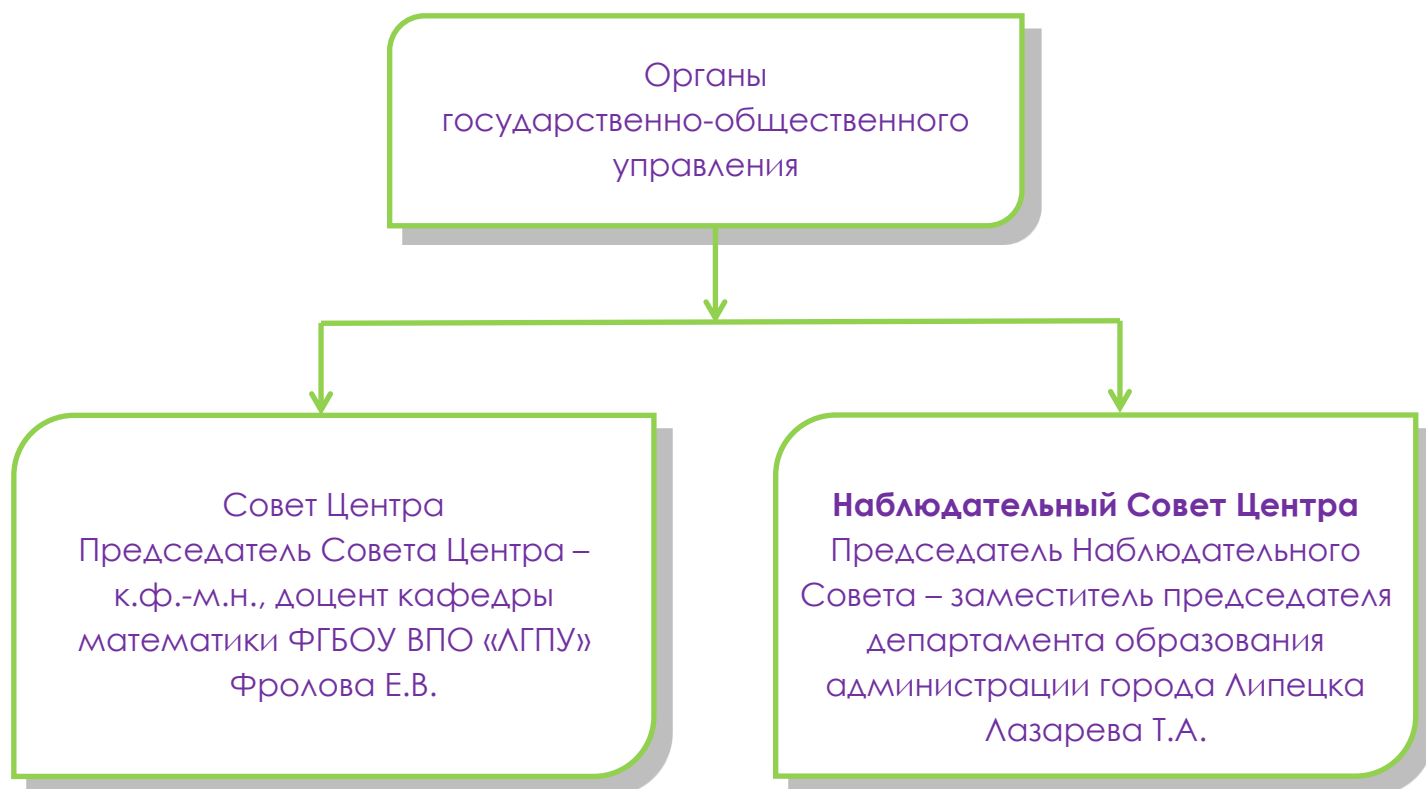 Органы
государственно-общественного
управления
Совет Центра
Председатель Совета Центра –
к.ф.-м.н., доцент кафедры
математики ФГБОУ ВПО «ЛГПУ»
Фролова Е.В.
Наблюдательный Совет Центра
Председатель Наблюдательного
Совета – заместитель председателя
департамента образования
администрации города Липецка
Лазарева Т.А.